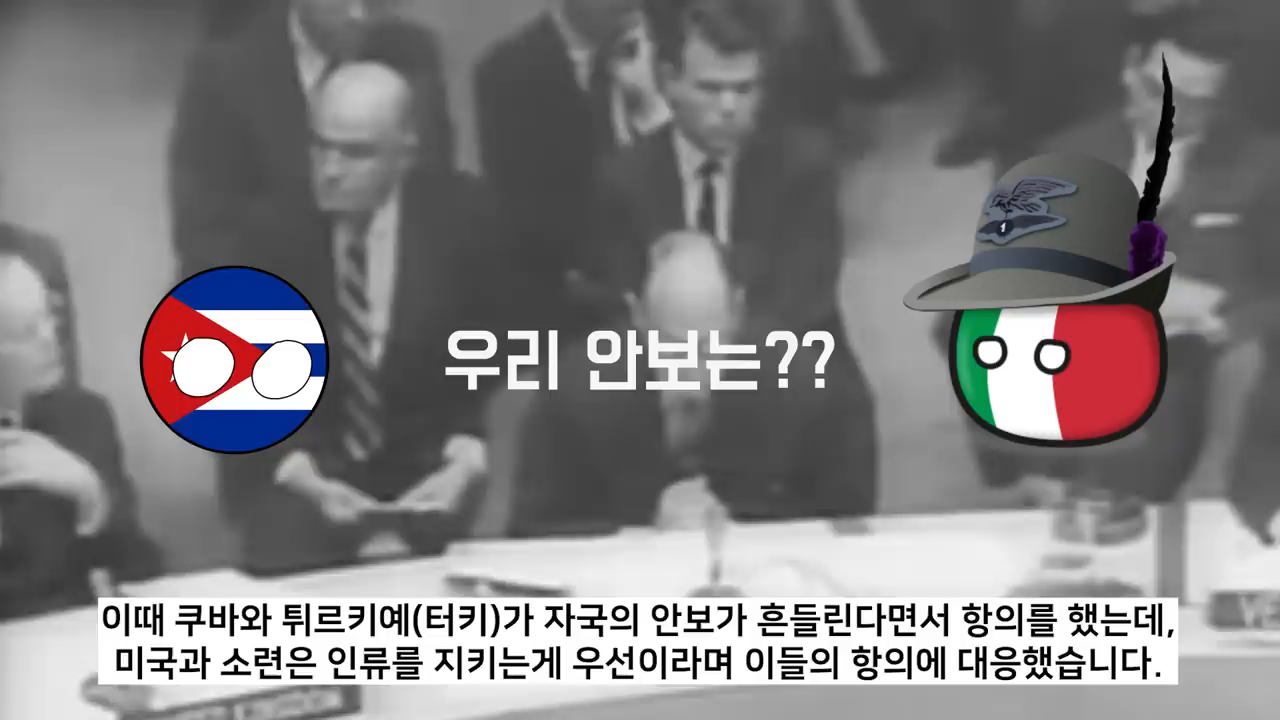 1
우리 안보는??
이때 쿠바와 튀르키예(터키)가 자국의 안보가 흔들린다면서 항의를 했는데,
미국과 소련은 인류를 지키는게 우선이라며 이들의 항의에 대응했습니다.